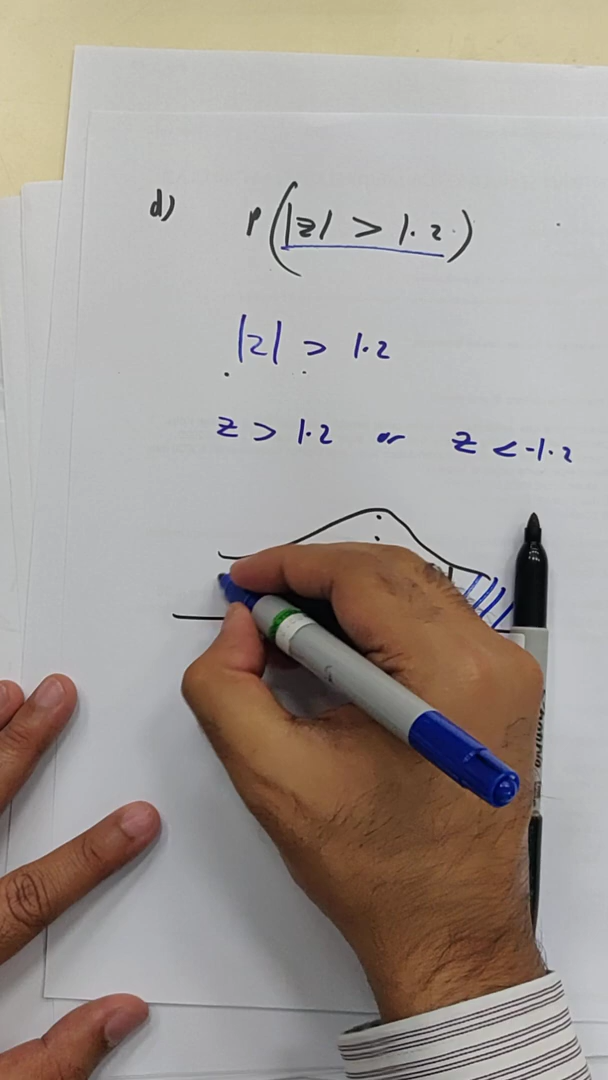 d) P(|z| > 1.2)
|z| > 1.2
z > 1.2 or z < -1.2